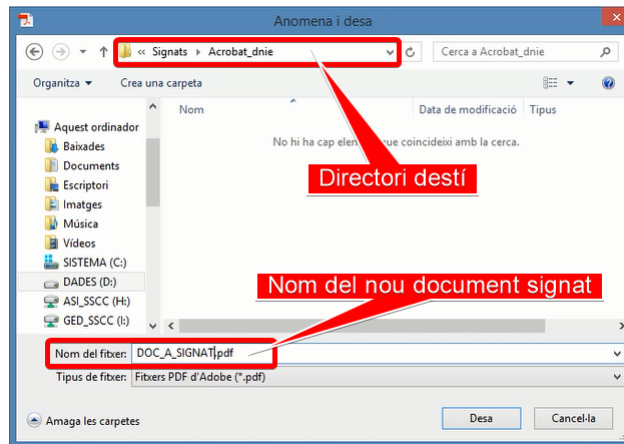 Anomena i desa
« Signats Acrobat_dnie
Cerca a Acrobat_dnie
Organitza Crea una carpeta
Nom Data de modificació Tipus
Aquest ordinador
Baixades
Documents
Escriptori
Imatges
Música
Vídeos
SISTEMA (C:)
DADES (D:)
ASI_SSCC (H:)
GED_SSCC (I:)
No hi ha cap elen ue coincideixi amb la cerca.
Directori destí
Nom del nou document signat
Nom del fitxer: DOC_A_SIGNAT.pdf
Tipus de fitxer: Fitxers PDF d'Adobe (*.pdf)
Amaga les carpetes
Desa Cancel·la